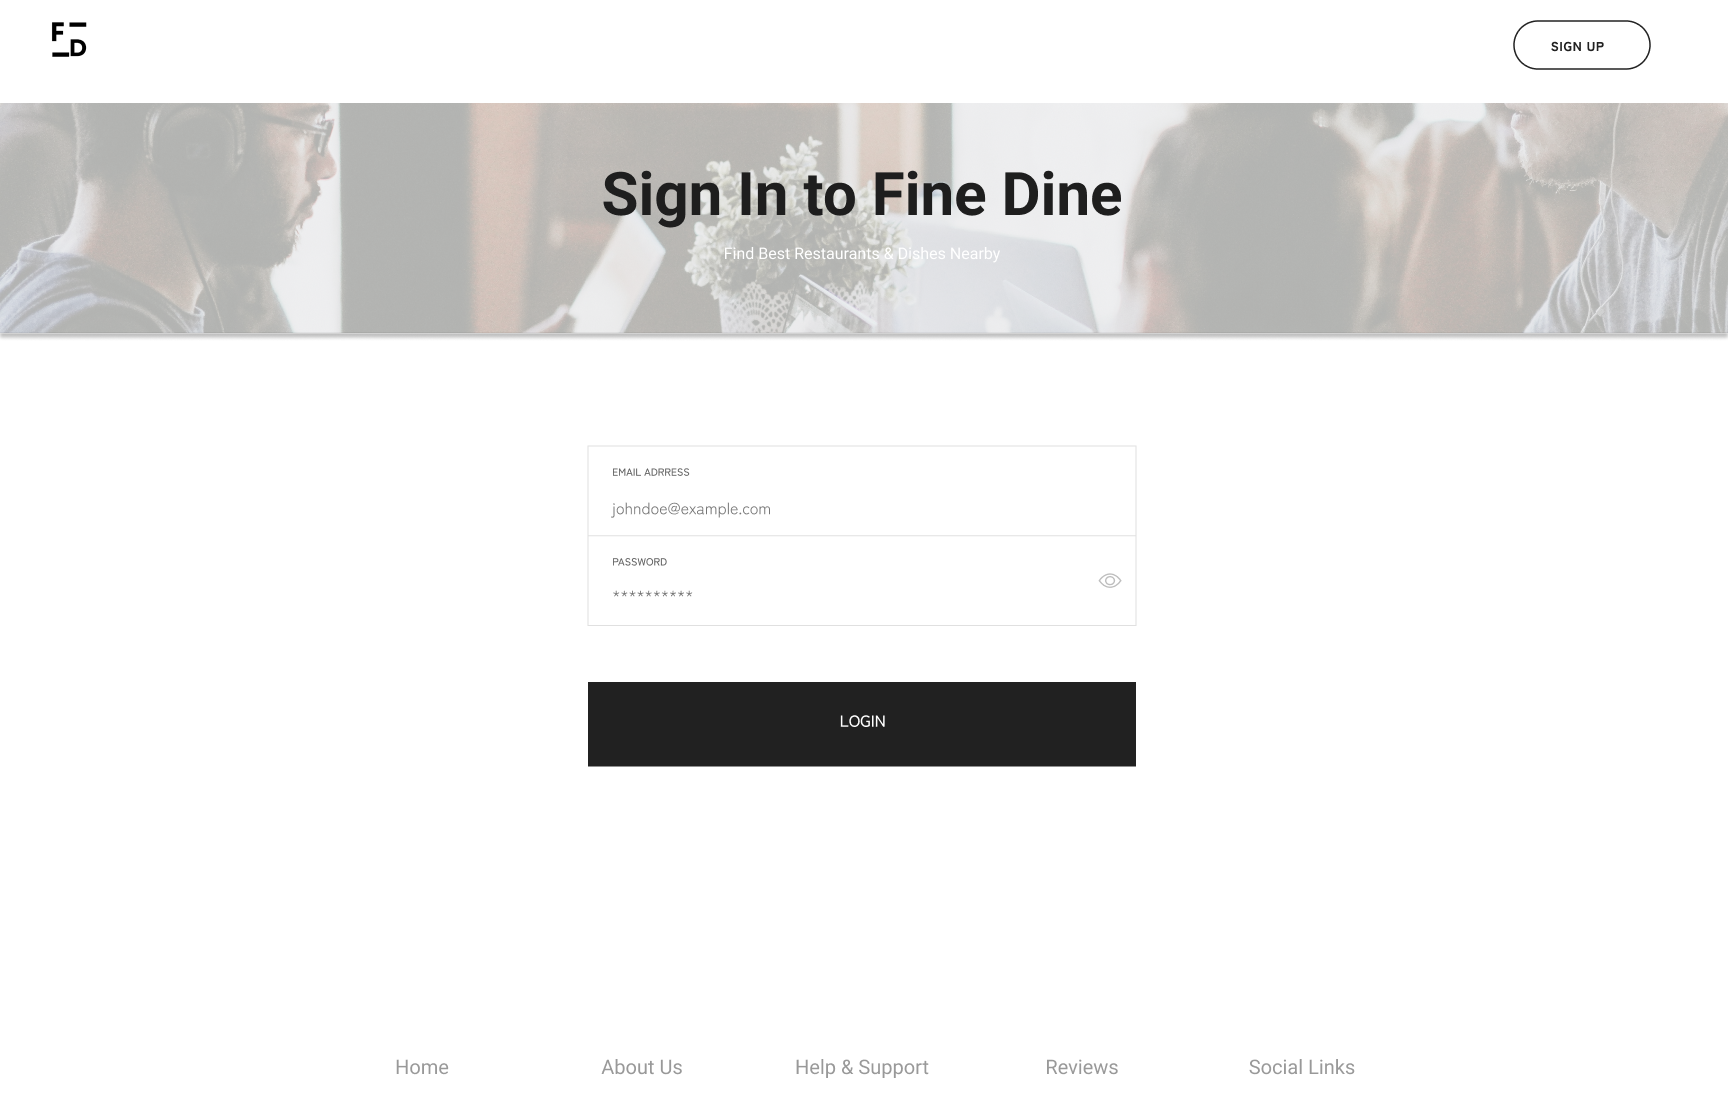 F
D
SIGN UP
Sign In to Fine Dine
Find Best Restaurants & Dishes Nearby
EMAIL ADRRESS
johndoe@example.com
PASSWORD
**********
LOGIN
Home
About Us
Help & Support
Reviews
Social Links